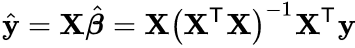 ŷ = Xβ̂ = X(XᵀX)⁻¹Xᵀy